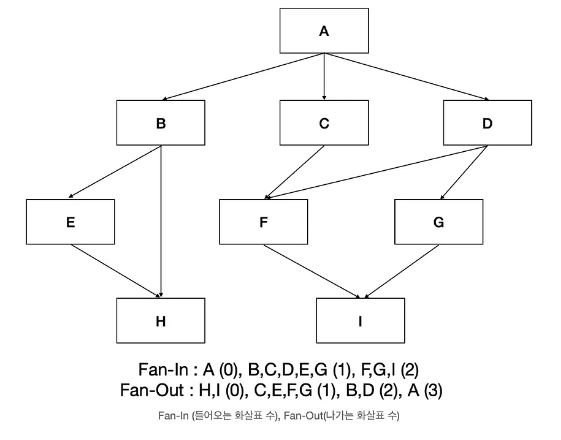 A
B
C
D
E
F
G
H
I
Fan-In : A (0), B,C,D,E,G (1), F,G,I (2)
Fan-Out : H,I (0), C,E,F,G (1), B,D (2), A (3)
Fan-In (들어오는 화살표 수), Fan-Out(나가는 화살표 수)